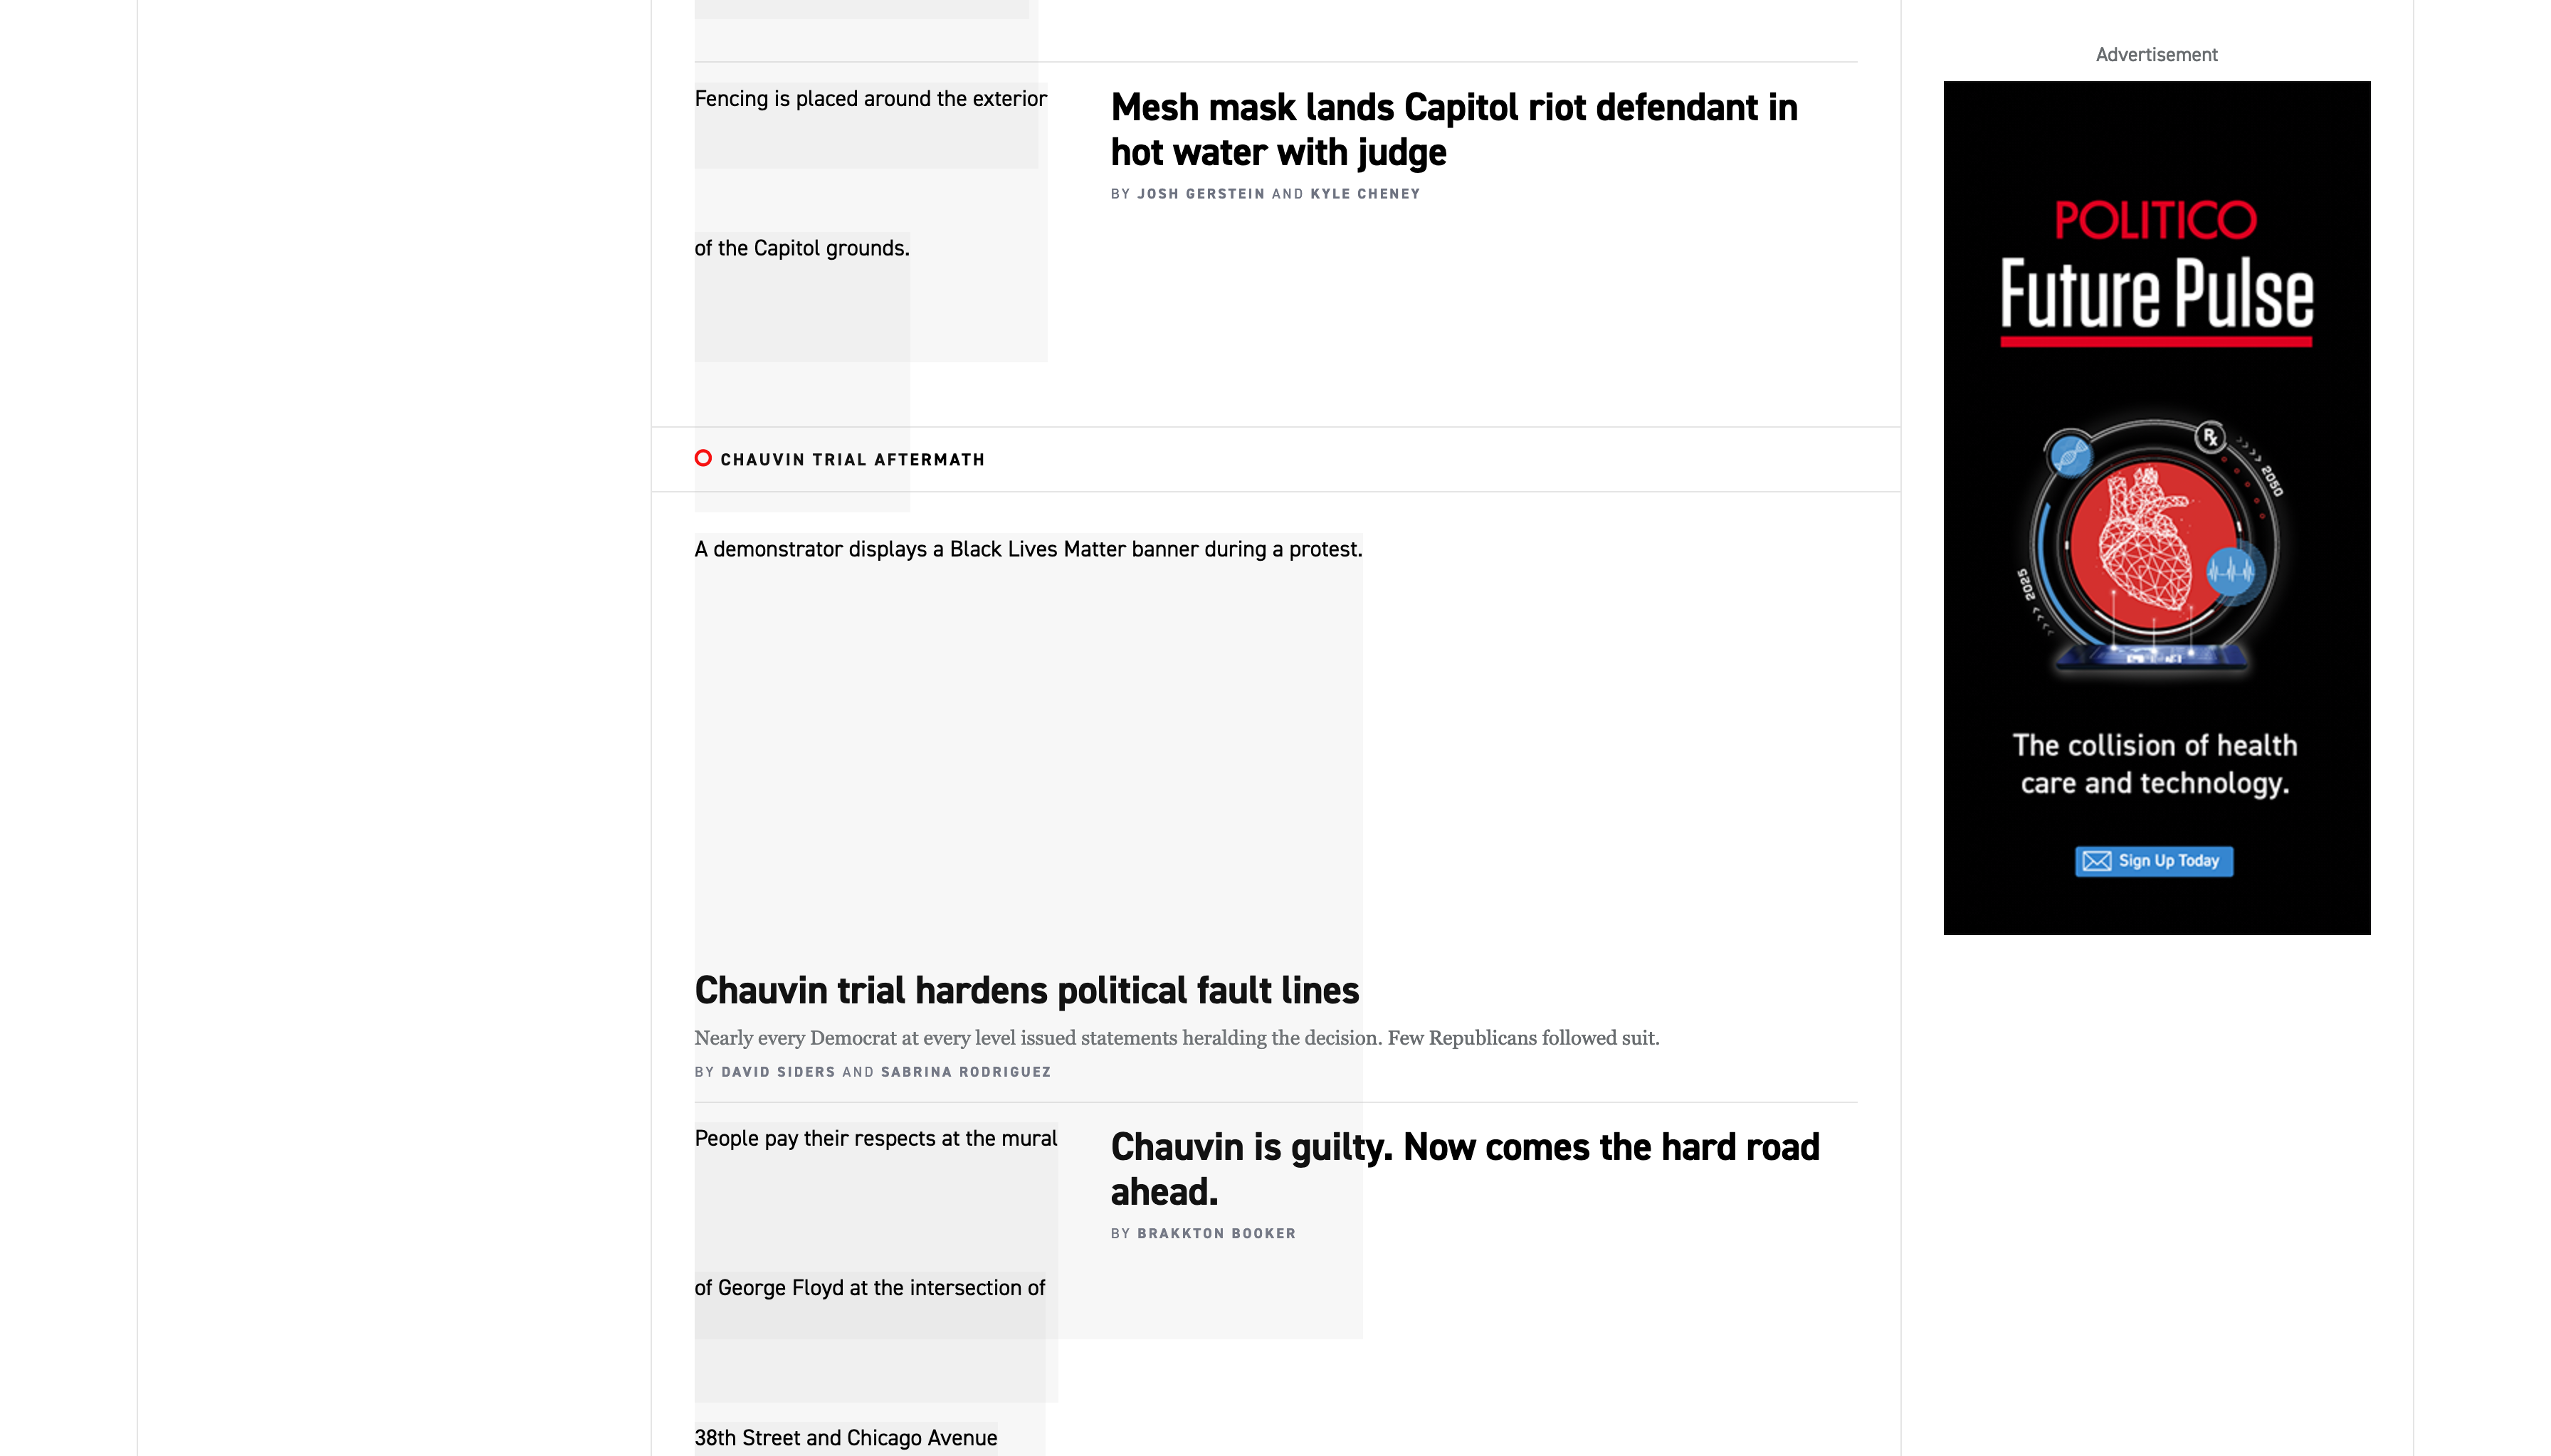 Fencing is placed around the exterior
of the Capitol grounds.
Mesh mask lands Capitol riot defendant in
hot water with judge
BY JOSH GERSTEIN AND KYLE CHENEY
CHAUVIN TRIAL AFTERMATH
A demonstrator displays a Black Lives Matter banner during a protest.
Chauvin trial hardens political fault lines
Nearly every Democrat at every level issued statements heralding the decision. Few Republicans followed suit.
BY DAVID SIDERS AND SABRINA RODRIGUEZ
People pay their respects at the mural
of George Floyd at the intersection of
38th Street and Chicago Avenue
Chauvin is guilty. Now comes the hard road
ahead.
BY BRAKKTON BOOKER
Advertisement
POLITICO
Future Pulse
Rx
>>>> 2050
2025 >>>>
The collision of health
care and technology.
Sign Up Today